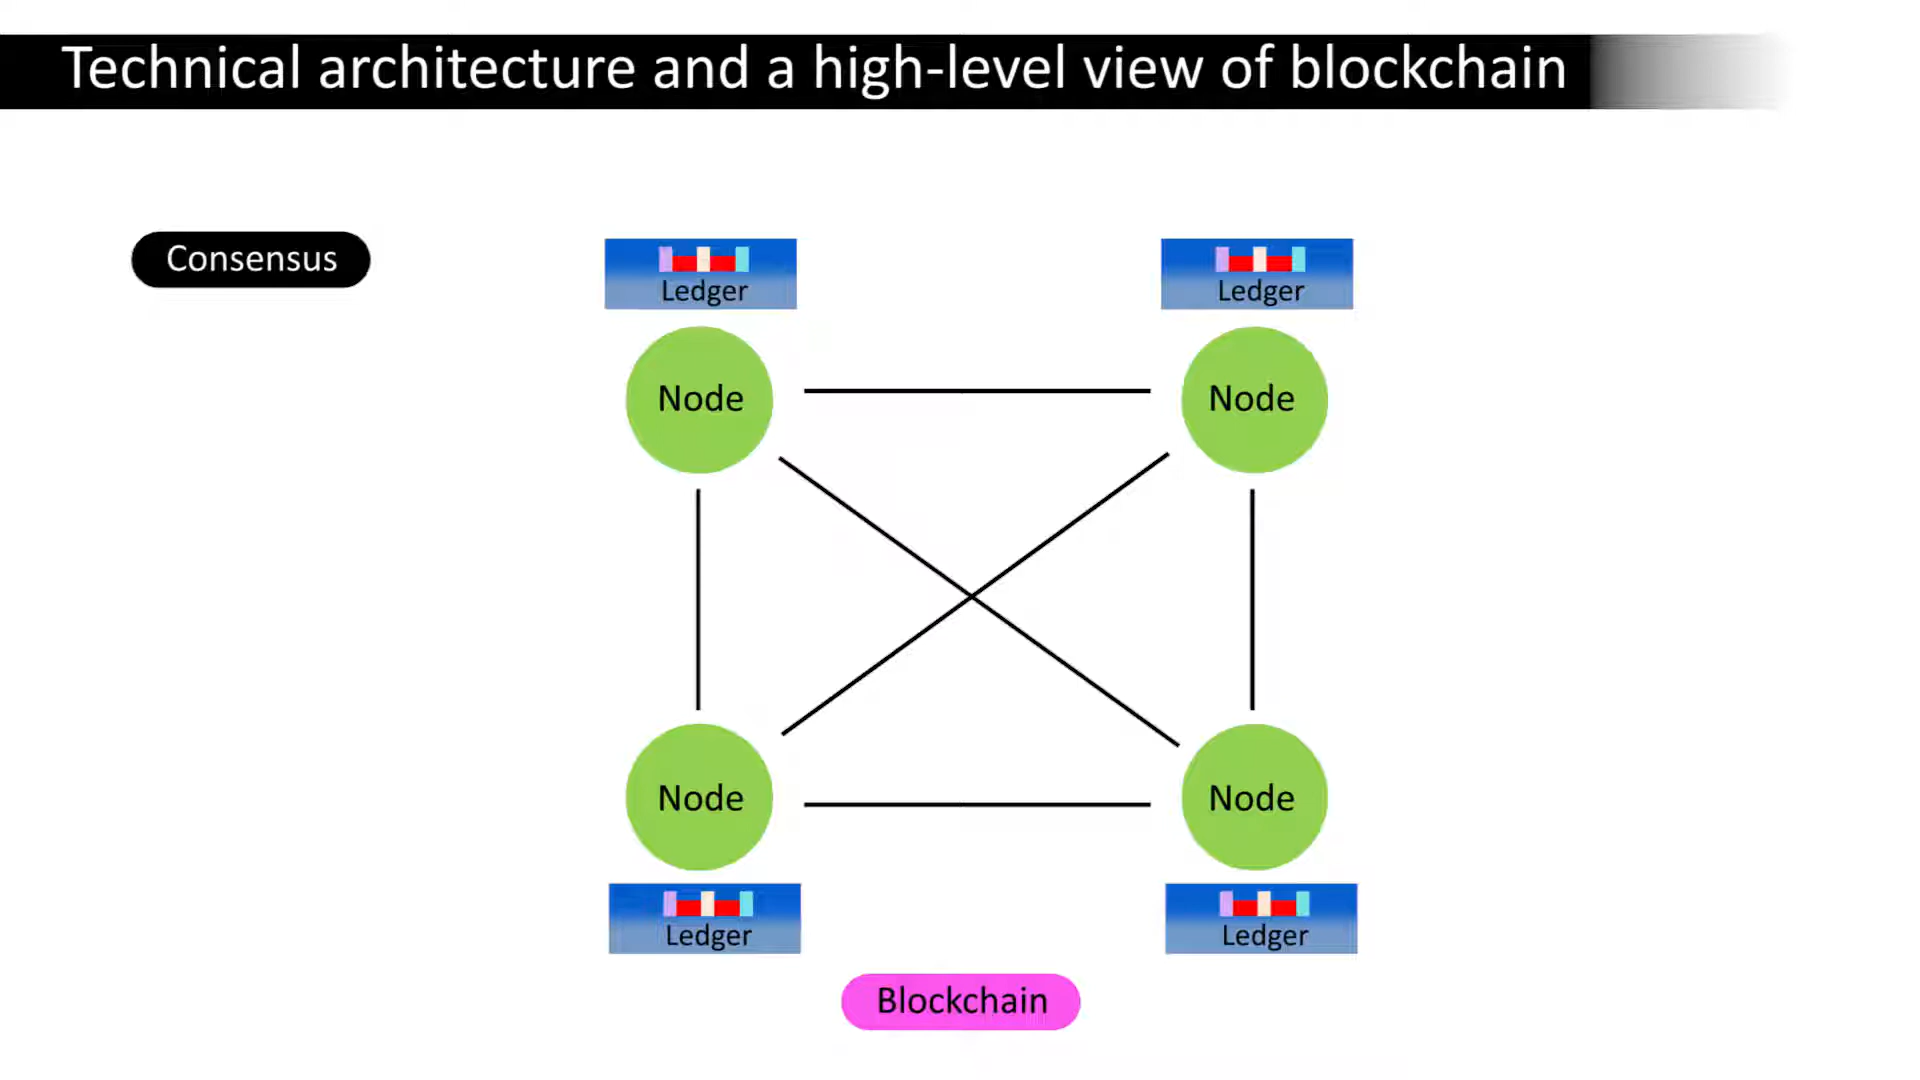 Technical architecture and a high-level view of blockchain
Consensus
Ledger
Ledger
Node
Node
Node
Node
Ledger
Ledger
Blockchain